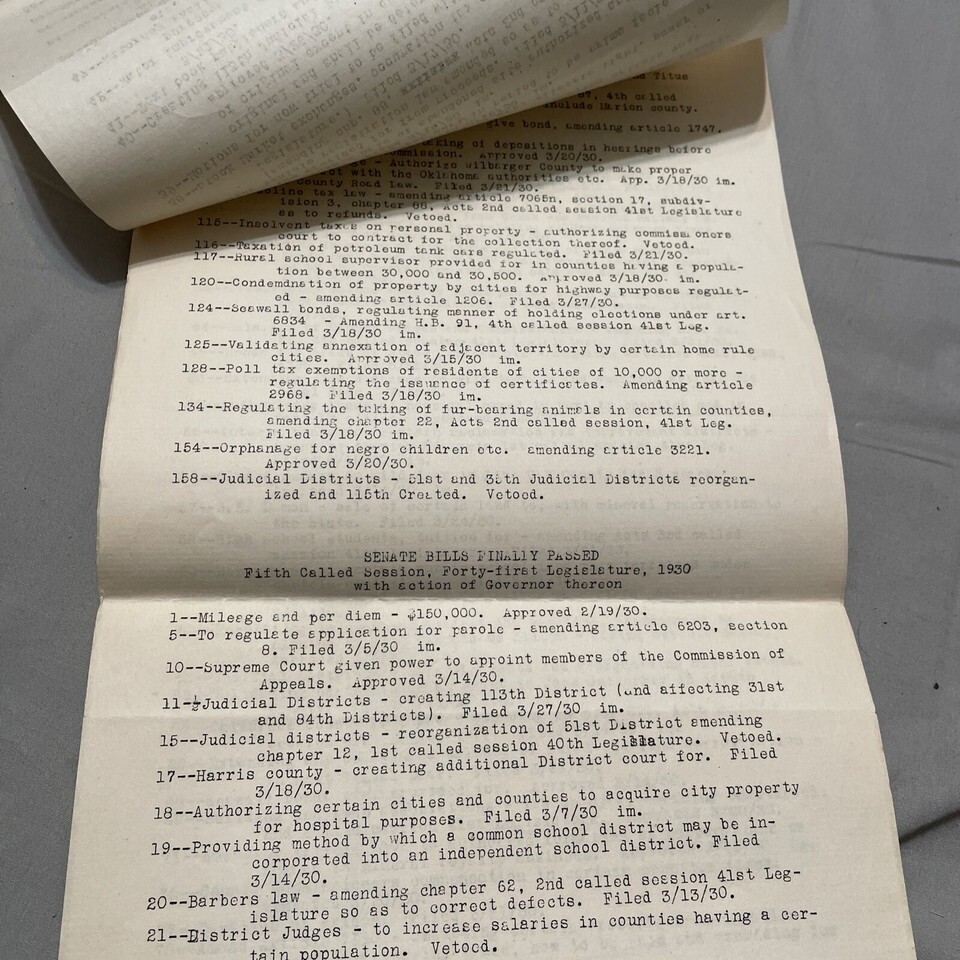 Titus
67, 4th called
include Marion county.
give bond, amending article 1747.
taking of depositions in hearings before
Commission. Approved 3/20/30.
- Authorize Wilbarger County to make proper
with the Oklahoma authorities etc. App. 3/18/30 im.
County Road Law. Filed 3/21/30.
tax law - amending article 7065n, section 17, subdiv-
ision 3, chapter 88, Acts 2nd called session 41st Legislature
as to refunds. Vetoed.
115--Insolvent taxes on personal property - authorizing commissioners
court to contract for the collection thereof. Vetoed.
116--Taxation of petroleum tank cars regulated. Filed 3/21/30.
117--Rural school supervisor provided for in counties having a popula-
tion between 30,000 and 30,500. Approved 3/18/30 im.
120--Condemdnation of property by cities for highway purposes regulat-
ed - amending article 1206. Filed 3/27/30.
124--Seawall bonds, regulating manner of holding elections under art.
6834 - Amending H.B. 91, 4th called session 41st Leg.
Filed 3/18/30 im.
125--Validating annexation of adjacent territory by certain home rule
cities. Approved 3/15/30 im.
128--Poll tax exemptions of residents of cities of 10,000 or more -
regulating the issuance of certificates. Amending article
2968. Filed 3/18/30 im.
134--Regulating the taking of fur-bearing animals in certain counties,
amending chapter 22, Acts 2nd called session, 41st Leg.
Filed 3/18/30 im.
154--Orphanage for negro children etc. amending article 3221.
Approved 3/20/30.
158--Judicial Districts - 51st and 35th Judicial Districts reorgan-
ized and 115th Created. Vetoed.
SENATE BILLS FINALLY PASSED
Fifth Called Session, Forty-first Legislature, 1930
with action of Governor thereon
1--Mileage and per diem - $150,000. Approved 2/19/30.
5--To regulate application for parole - amending article 6203, section
8. Filed 3/5/30 im.
10--Supreme Court given power to appoint members of the Commission of
Appeals. Approved 3/14/30.
11-½Judicial Districts - creating 113th District (and affecting 31st
and 84th Districts). Filed 3/27/30 im.
15--Judicial districts - reorganization of 51st District amending
chapter 12, 1st called session 40th Legislature. Vetoed.
17--Harris county - creating additional District court for. Filed
3/18/30.
18--Authorizing certain cities and counties to acquire city property
for hospital purposes. Filed 3/7/30 im.
19--Providing method by which a common school district may be in-
corporated into an independent school district. Filed
3/14/30.
20--Barbers law - amending chapter 62, 2nd called session 41st Leg-
islature so as to correct defects. Filed 3/13/30.
21--District Judges - to increase salaries in counties having a cer-
tain population. Vetoed.